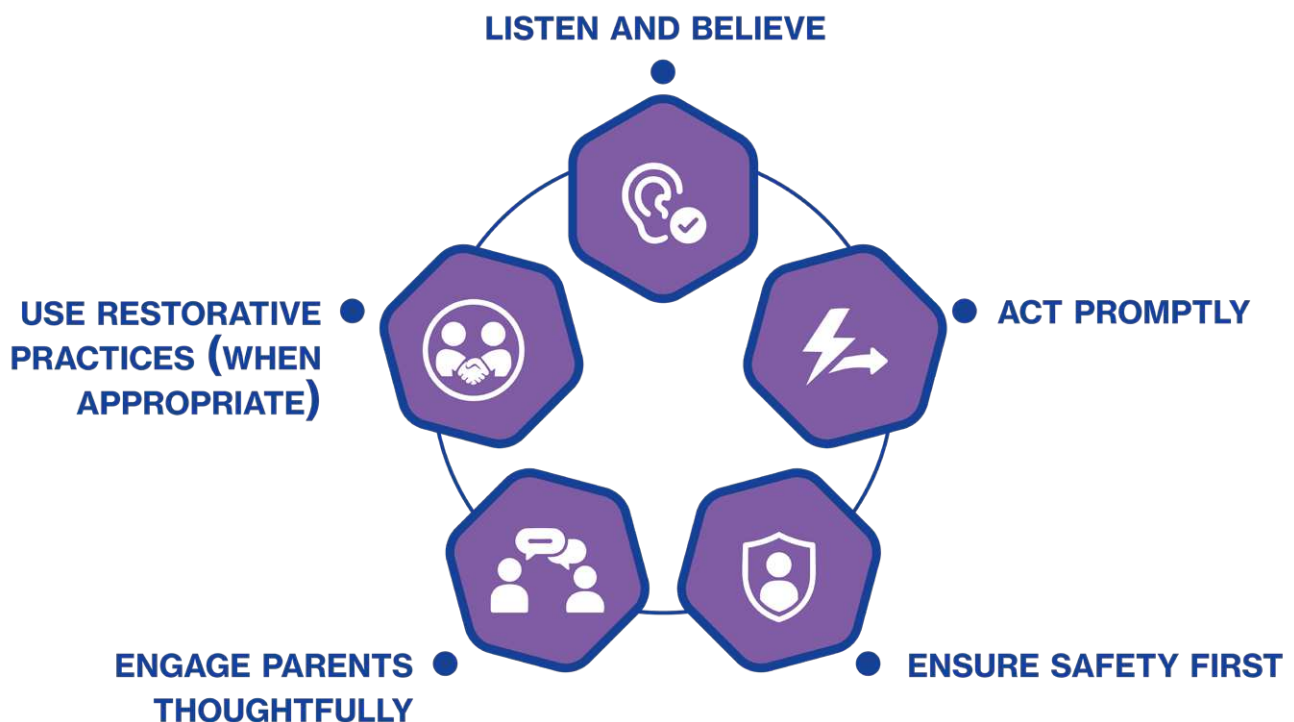 LISTEN AND BELIEVE
ACT PROMPTLY
ENSURE SAFETY FIRST
ENGAGE PARENTS
THOUGHTFULLY
USE RESTORATIVE
PRACTICES (WHEN
APPROPRIATE)